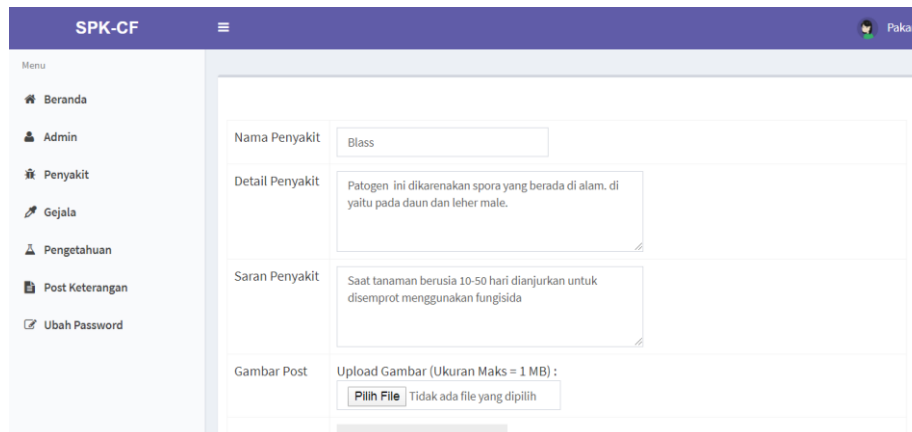 SPK-CF
Paka
Menu
Beranda
Admin
Penyakit
Gejala
Pengetahuan
Post Keterangan
Ubah Password
Nama Penyakit
Blass
Detail Penyakit
Patogen ini dikarenakan spora yang berada di alam. di
yaitu pada daun dan leher male.
Saran Penyakit
Saat tanaman berusia 10-50 hari dianjurkan untuk
disemprot menggunakan fungisida
Gambar Post
Upload Gambar (Ukuran Maks = 1 MB) :
Pilih File Tidak ada file yang dipilih